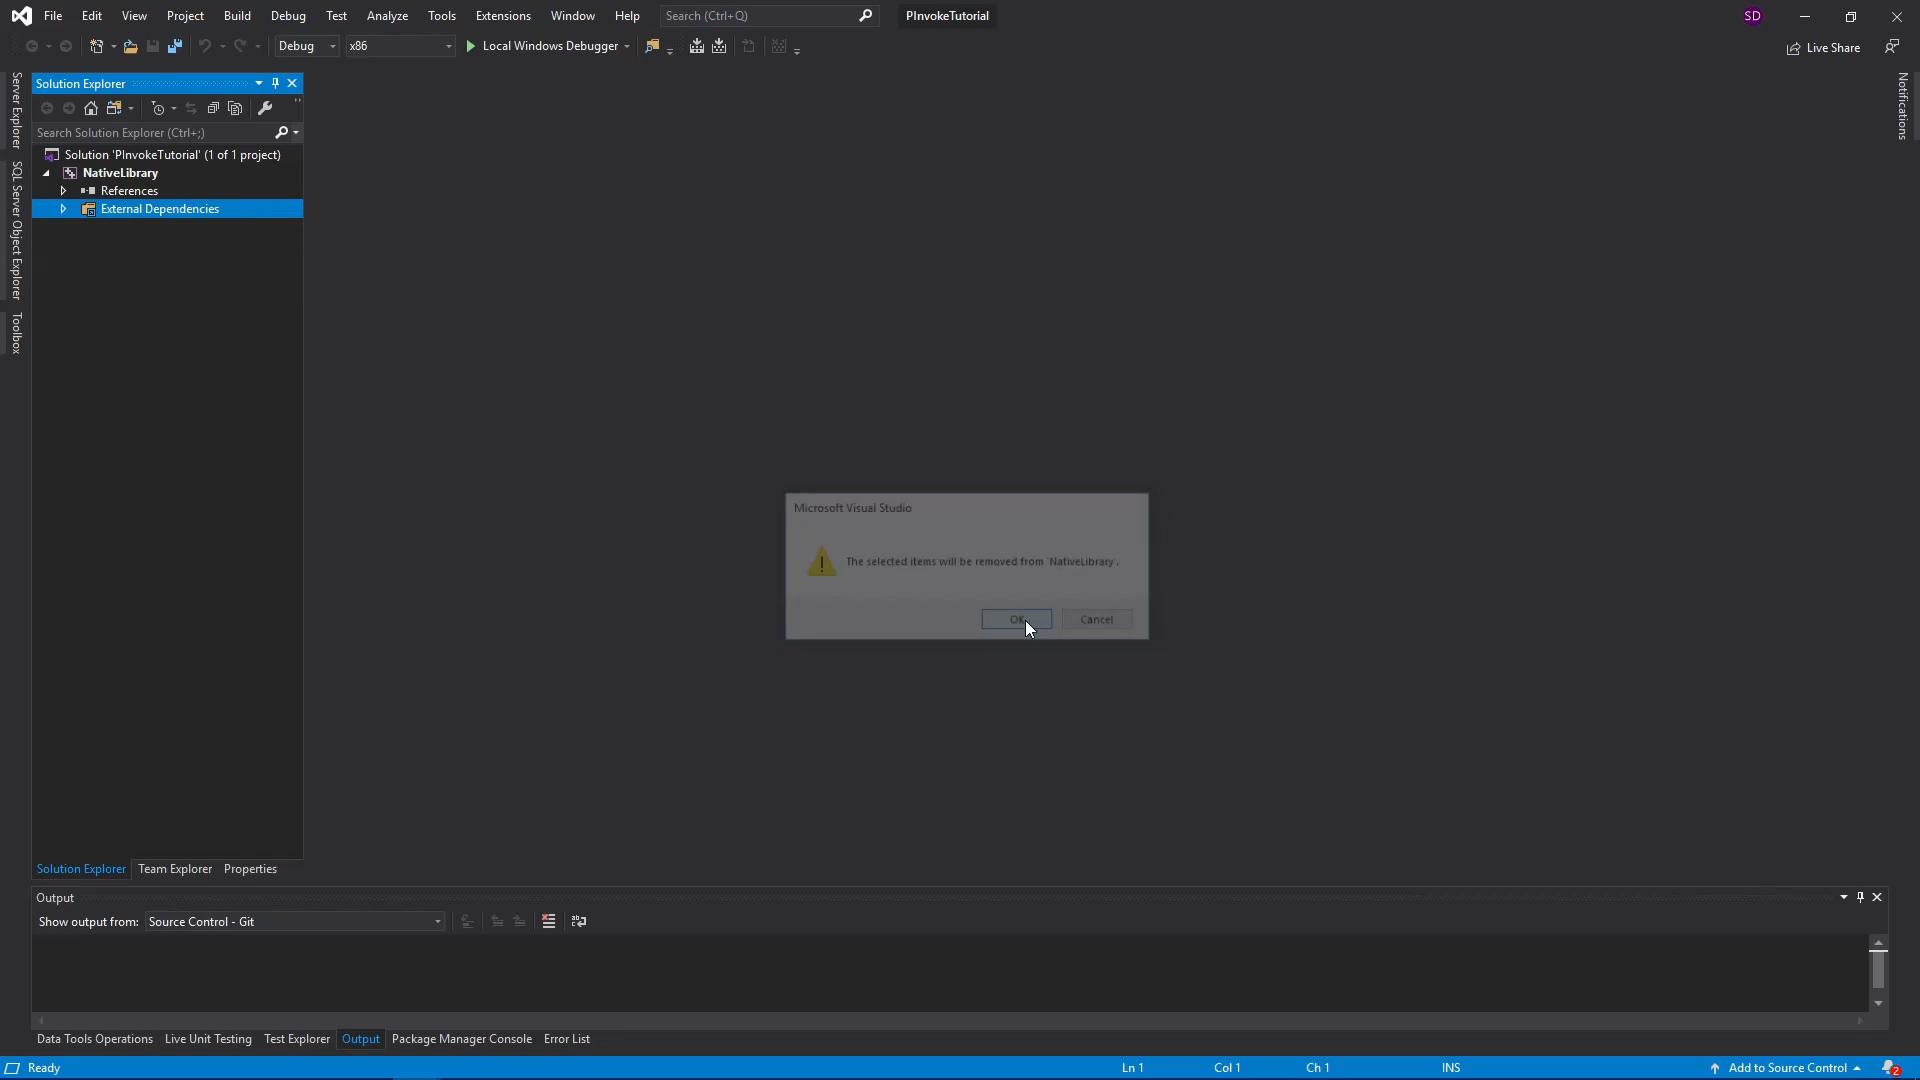 File Edit View Project Build Debug Test Analyze Tools Extensions Window Help Search (Ctrl+Q) PInvokeTutorial SD
Debug x86 Local Windows Debugger Live Share
Server Explorer
SQL Server Object Explorer
Toolbox
Notifications
Solution Explorer
Search Solution Explorer (Ctrl+;)
Solution 'PInvokeTutorial' (1 of 1 project)
NativeLibrary
References
External Dependencies
Microsoft Visual Studio
The selected items will be removed from 'NativeLibrary'.
OK Cancel
Solution Explorer Team Explorer Properties
Output
Show output from: Source Control - Git
Data Tools Operations Live Unit Testing Test Explorer Output Package Manager Console Error List
Ready Ln 1 Col 1 Ch 1 INS Add to Source Control 2